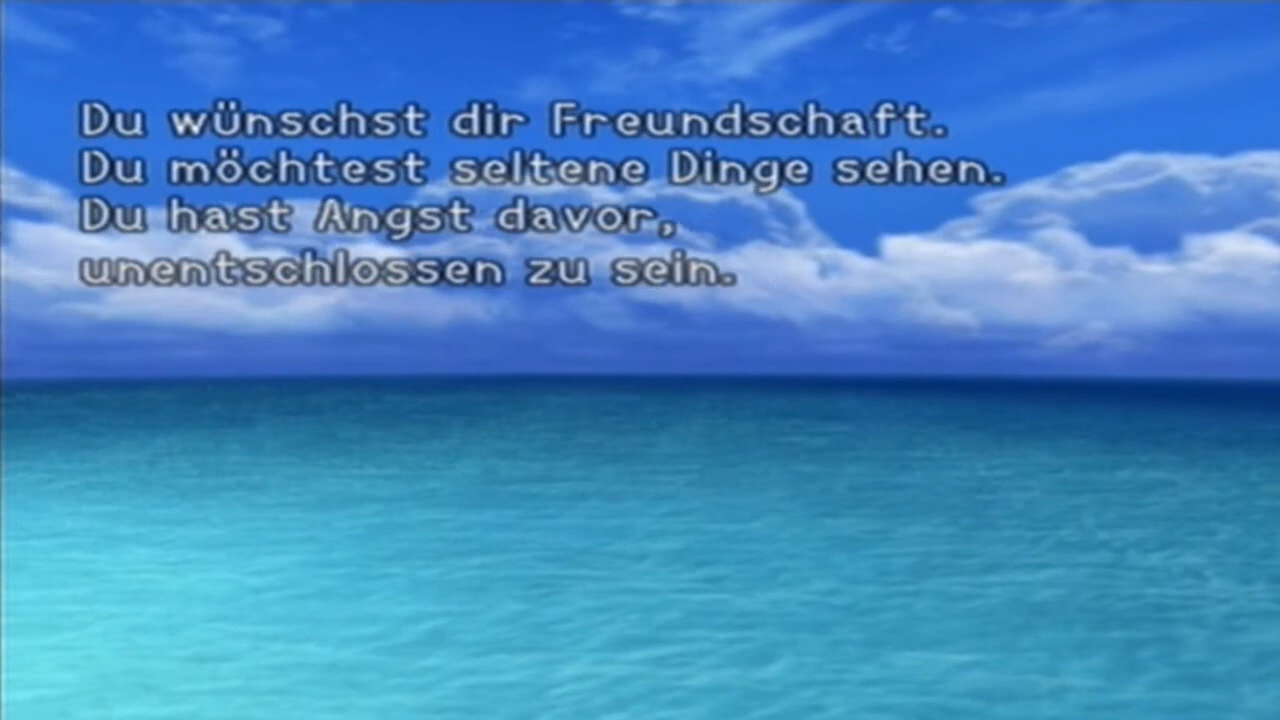 Du wünschst dir Freundschaft.
Du möchtest seltene Dinge sehen.
Du hast Angst davor,
unentschlossen zu sein.